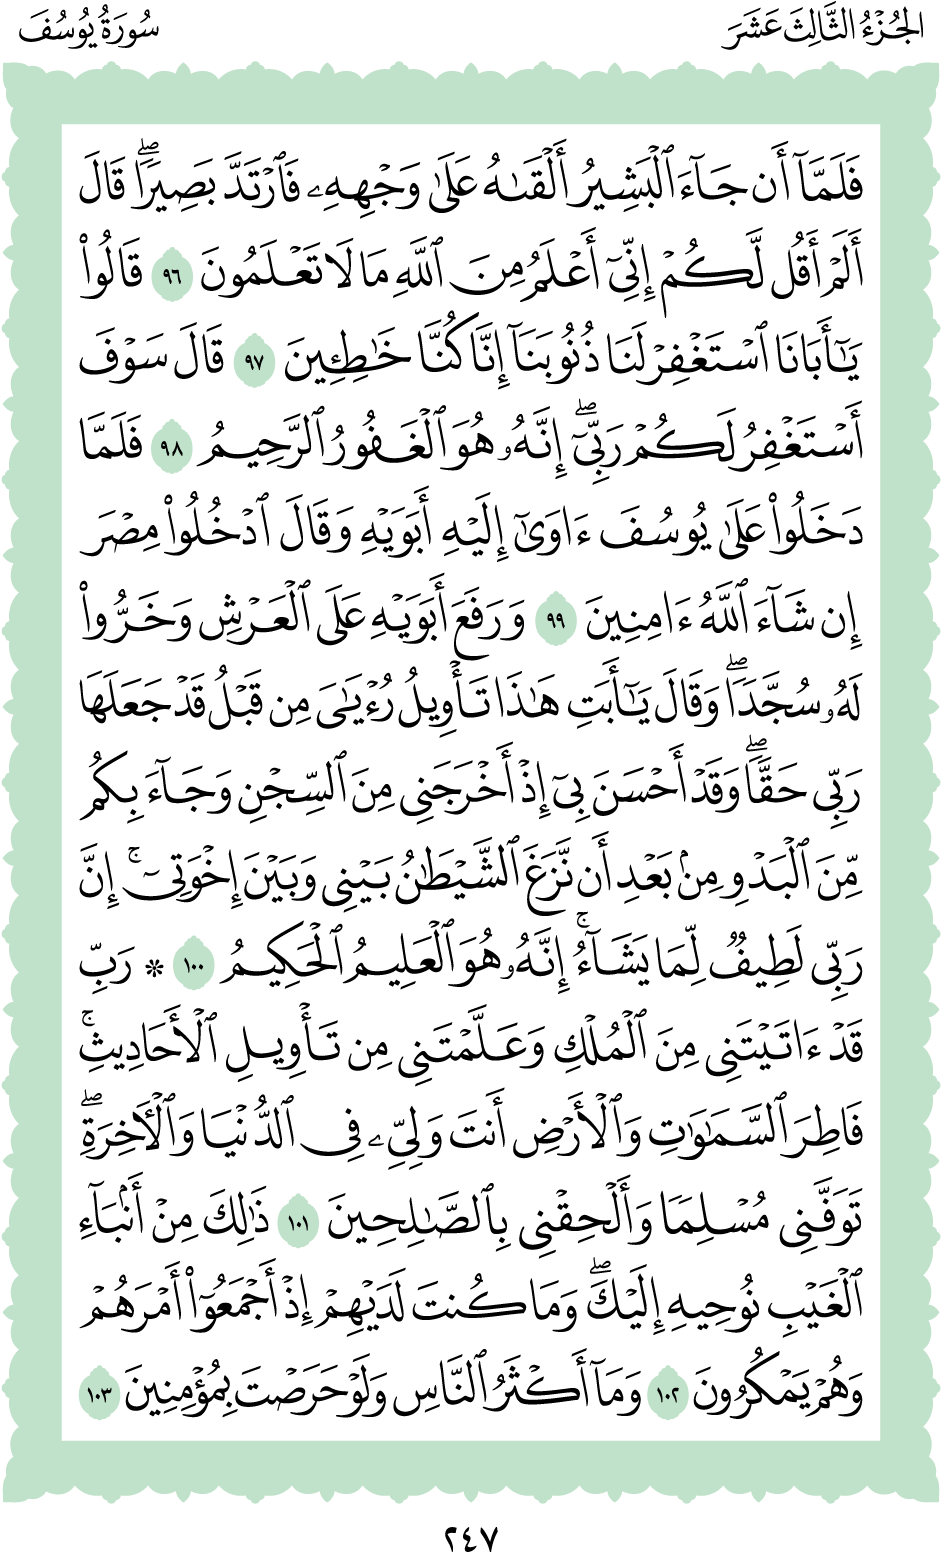 الجُزْءُ الثَّالِثَ عَشَرَ
سُورَةُ يُوسُفَ
فَلَمَّآ أَن جَآءَ ٱلْبَشِيرُ أَلْقَىٰهُ عَلَىٰ وَجْهِهِۦ فَٱرْتَدَّ بَصِيرًاۖ قَالَ
أَلَمْ أَقُل لَّكُمْ إِنِّىٓ أَعْلَمُ مِنَ ٱللَّهِ مَا لَا تَعْلَمُونَ ٩٦ قَالُوا۟
يَٰٓأَبَانَا ٱسْتَغْفِرْ لَنَا ذُنُوبَنَآ إِنَّا كُنَّا خَٰطِـِٔينَ ٩٧ قَالَ سَوْفَ
أَسْتَغْفِرُ لَكُمْ رَبِّىٓۖ إِنَّهُۥ هُوَ ٱلْغَفُورُ ٱلرَّحِيمُ ٩٨ فَلَمَّا
دَخَلُوا۟ عَلَىٰ يُوسُفَ ءَاوَىٰٓ إِلَيْهِ أَبَوَيْهِ وَقَالَ ٱدْخُلُوا۟ مِصْرَ
إِن شَآءَ ٱللَّهُ ءَامِنِينَ ٩٩ وَرَفَعَ أَبَوَيْهِ عَلَى ٱلْعَرْشِ وَخَرُّوا۟
لَهُۥ سُجَّدًاۖ وَقَالَ يَٰٓأَبَتِ هَٰذَا تَأْوِيلُ رُءْيَٰىَ مِن قَبْلُ قَدْ جَعَلَهَا
رَبِّى حَقًّاۖ وَقَدْ أَحْسَنَ بِىٓ إِذْ أَخْرَجَنِى مِنَ ٱلسِّجْنِ وَجَآءَ بِكُم
مِّنَ ٱلْبَدْوِ مِنۢ بَعْدِ أَن نَّزَغَ ٱلشَّيْطَٰنُ بَيْنِى وَبَيْنَ إِخْوَتِىٓۚ إِنَّ
رَبِّى لَطِيفٌ لِّمَا يَشَآءُۚ إِنَّهُۥ هُوَ ٱلْعَلِيمُ ٱلْحَكِيمُ ١٠٠ * رَبِّ
قَدْ ءَاتَيْتَنِى مِنَ ٱلْمُلْكِ وَعَلَّمْتَنِى مِن تَأْوِيلِ ٱلْأَحَادِيثِۚ
فَاطِرَ ٱلسَّمَٰوَٰتِ وَٱلْأَرْضِ أَنتَ وَلِىِّۦ فِى ٱلدُّنْيَا وَٱلْءَاخِرَةِۖ
تَوَفَّنِى مُسْلِمًا وَأَلْحِقْنِى بِٱلصَّٰلِحِينَ ١٠١ ذَٰلِكَ مِنْ أَنۢبَآءِ
ٱلْغَيْبِ نُوحِيهِ إِلَيْكَۖ وَمَا كُنتَ لَدَيْهِمْ إِذْ أَجْمَعُوٓا۟ أَمْرَهُمْ
وَهُمْ يَمْكُرُونَ ١٠٢ وَمَآ أَكْثَرُ ٱلنَّاسِ وَلَوْ حَرَصْتَ بِمُؤْمِنِينَ ١٠٣
٢٤٧